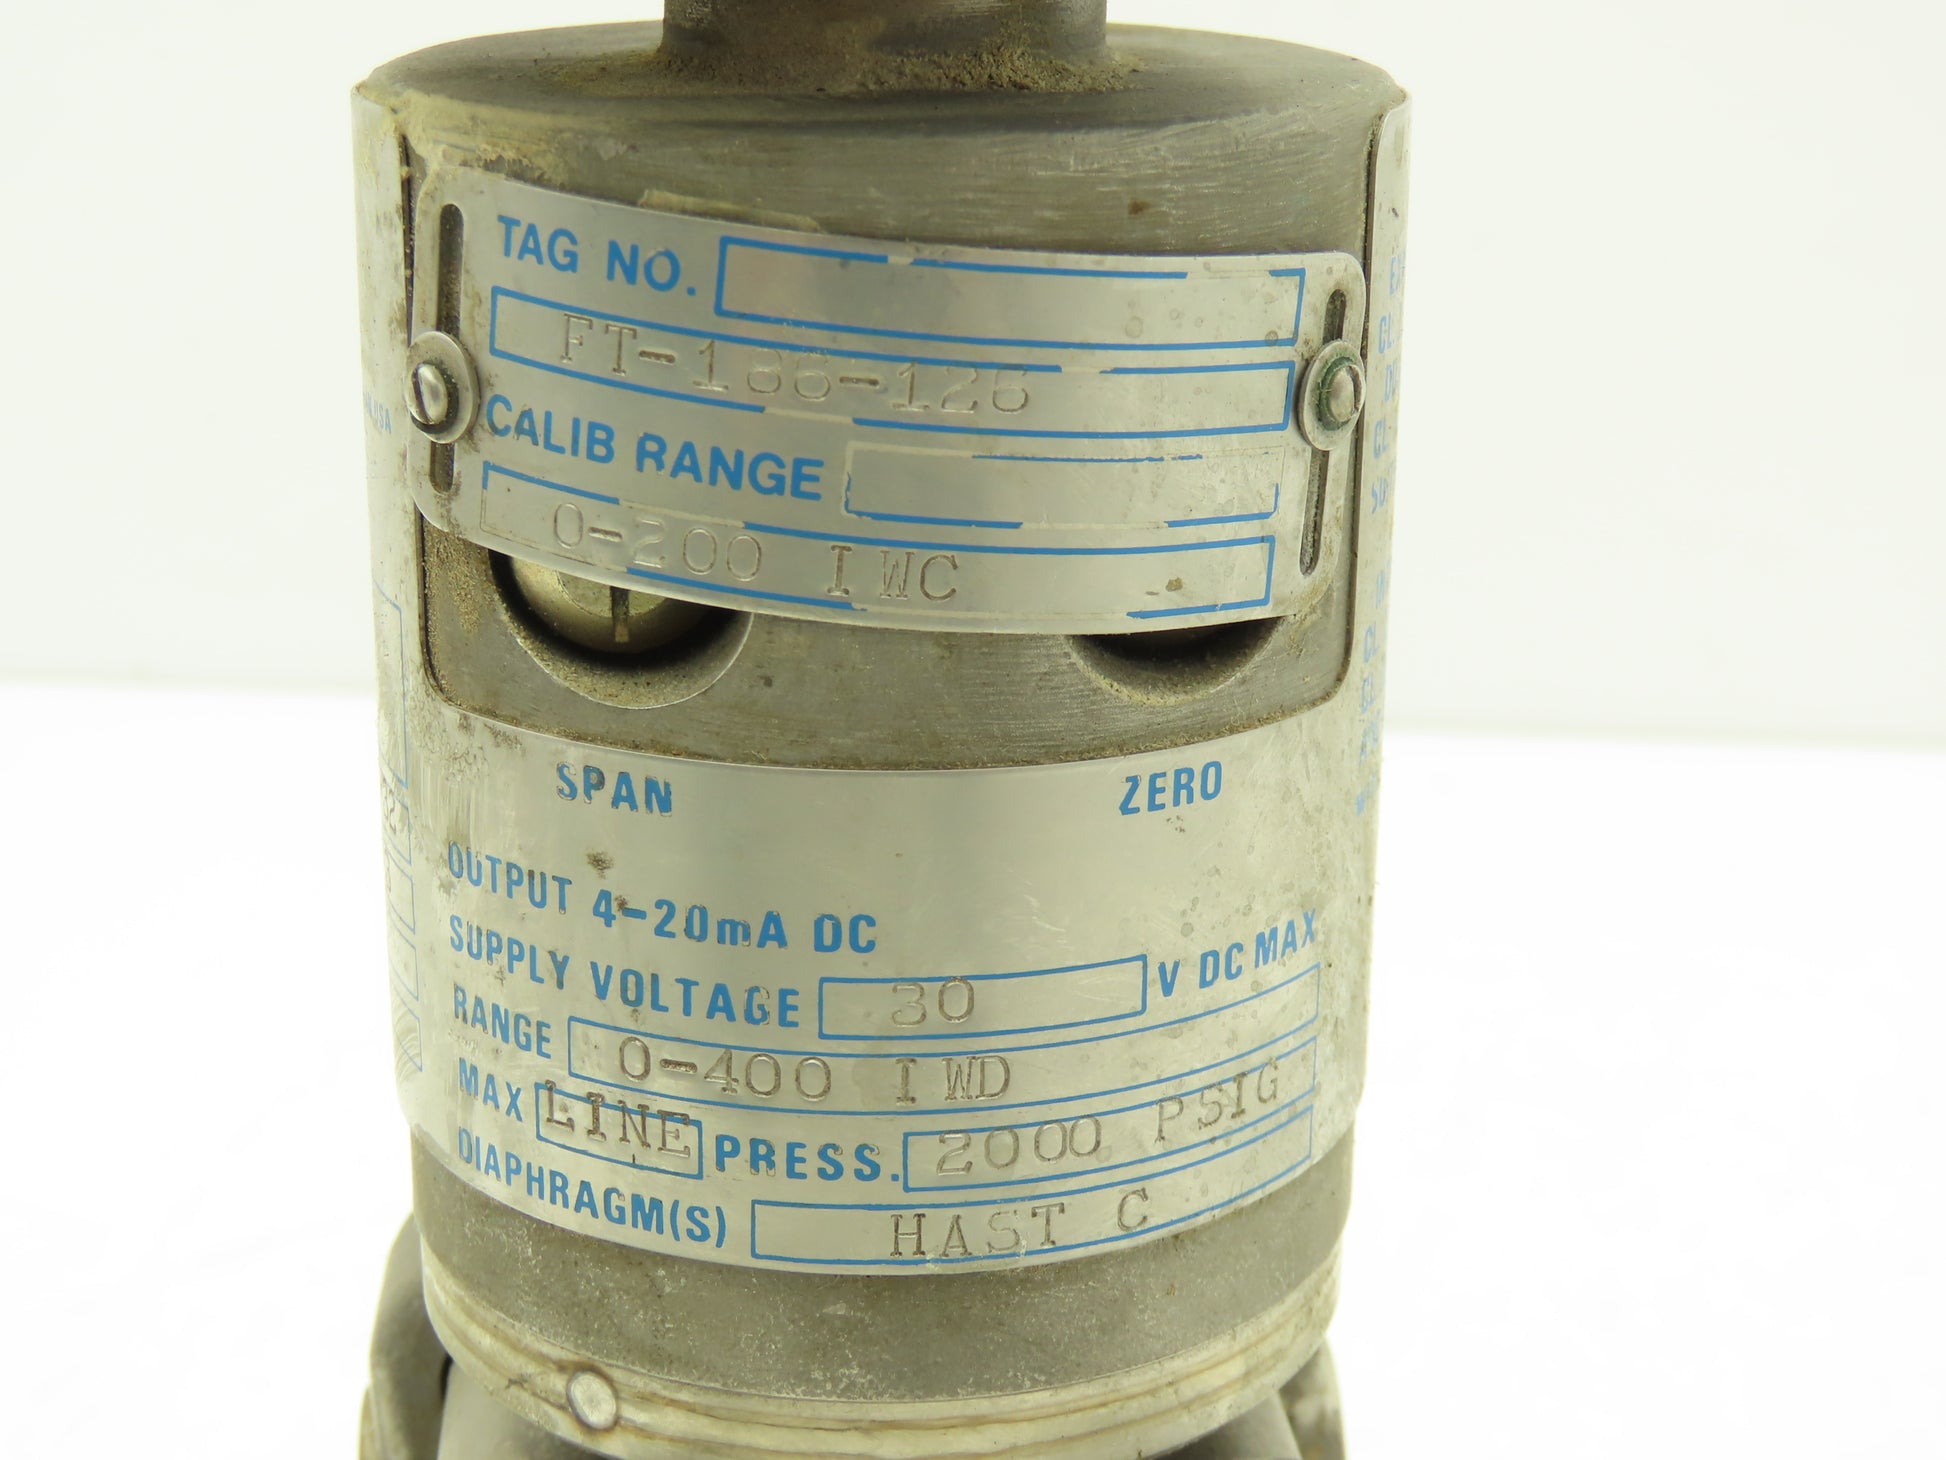 TAG NO.
FT-186-126
CALIB RANGE
0-200 IWC
SPAN ZERO
OUTPUT 4-20mA DC
SUPPLY VOLTAGE 30 V DC MAX
RANGE 0-400 IWD
MAX LINE PRESS. 2000 PSIG
DIAPHRAGM(S) HAST C
USA